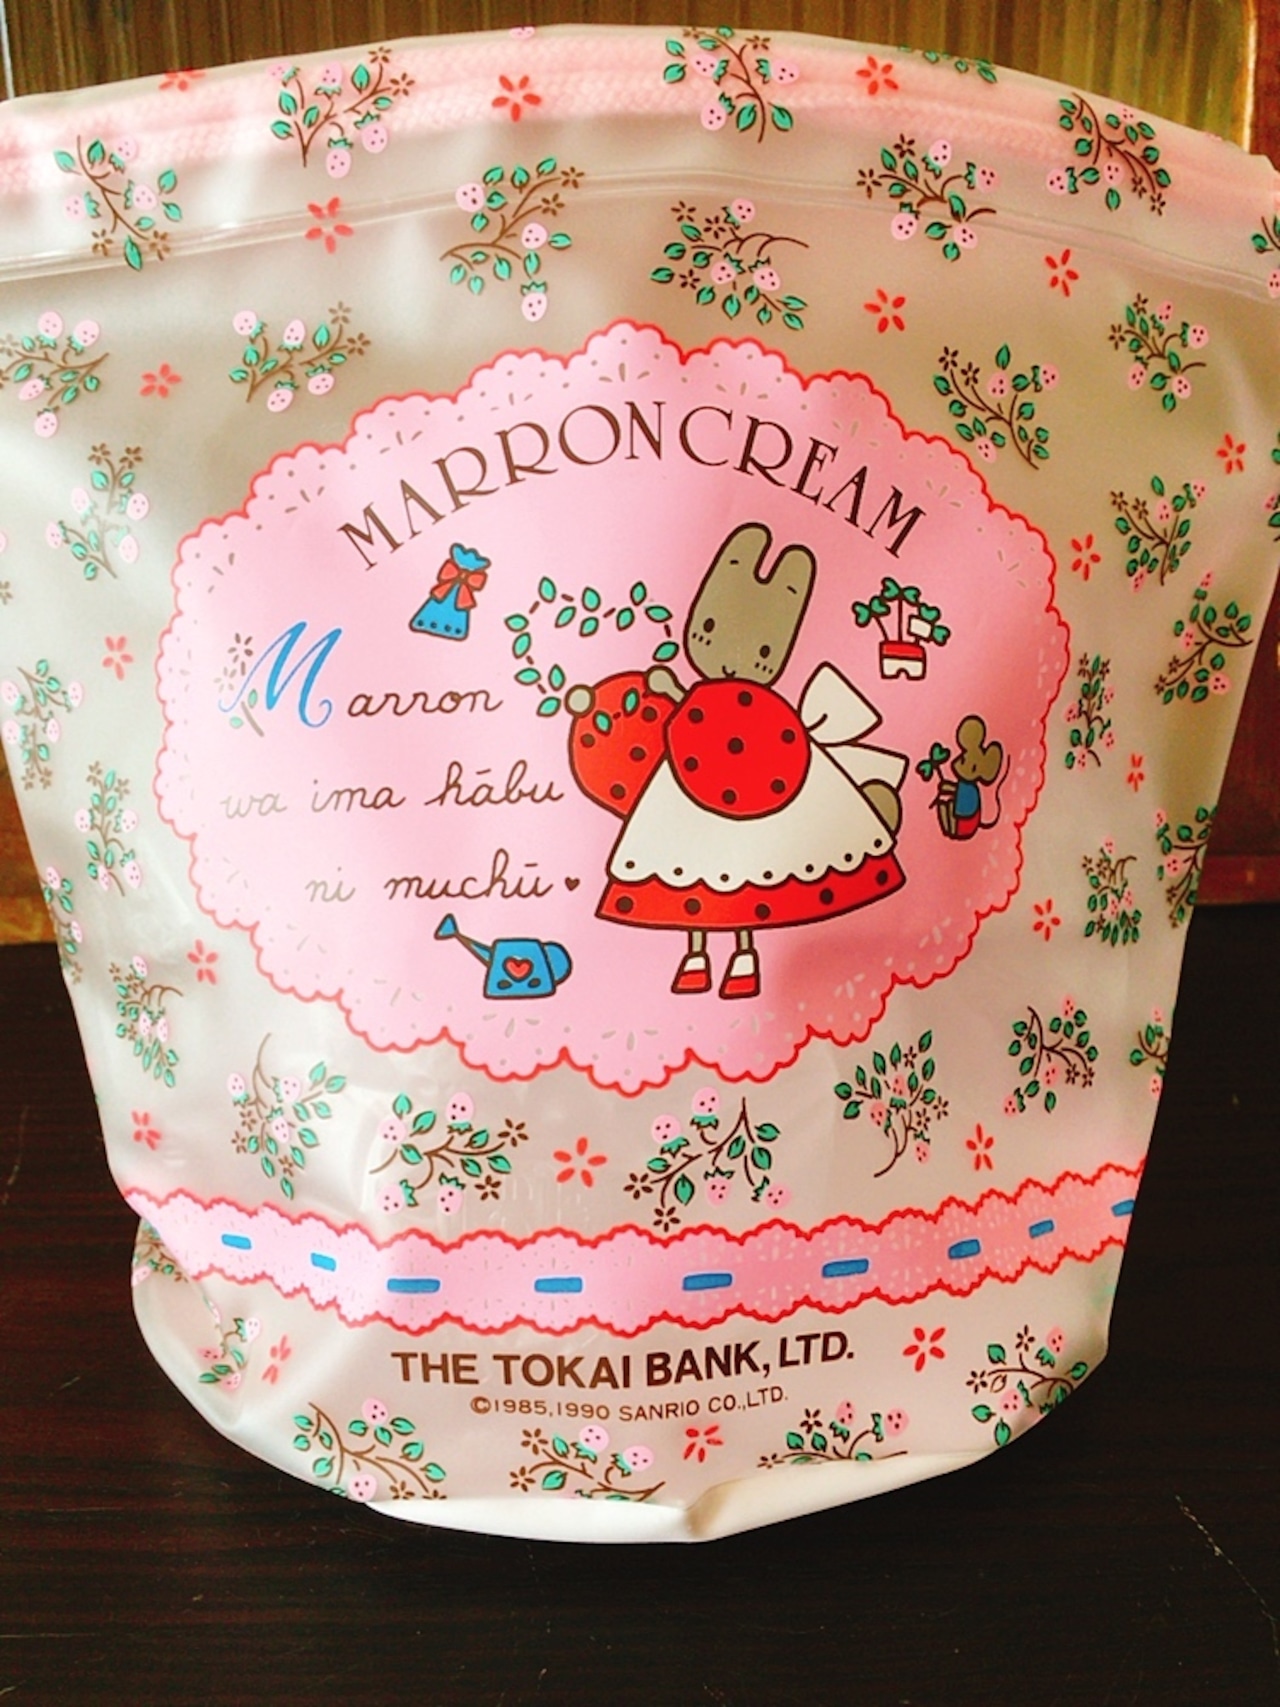 MARRONCREAM
Marron
wa ima hābu
ni muchū
THE TOKAI BANK, LTD.
©1985,1990 SANRIO CO.,LTD.